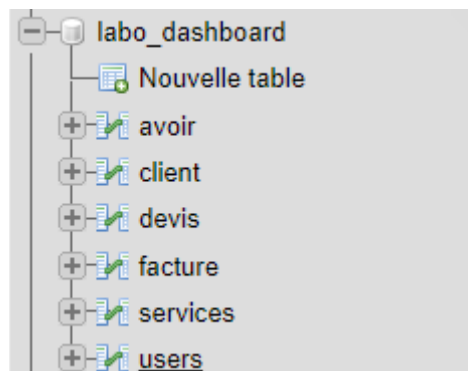 labo_dashboard
Nouvelle table
avoir
client
devis
facture
services
users